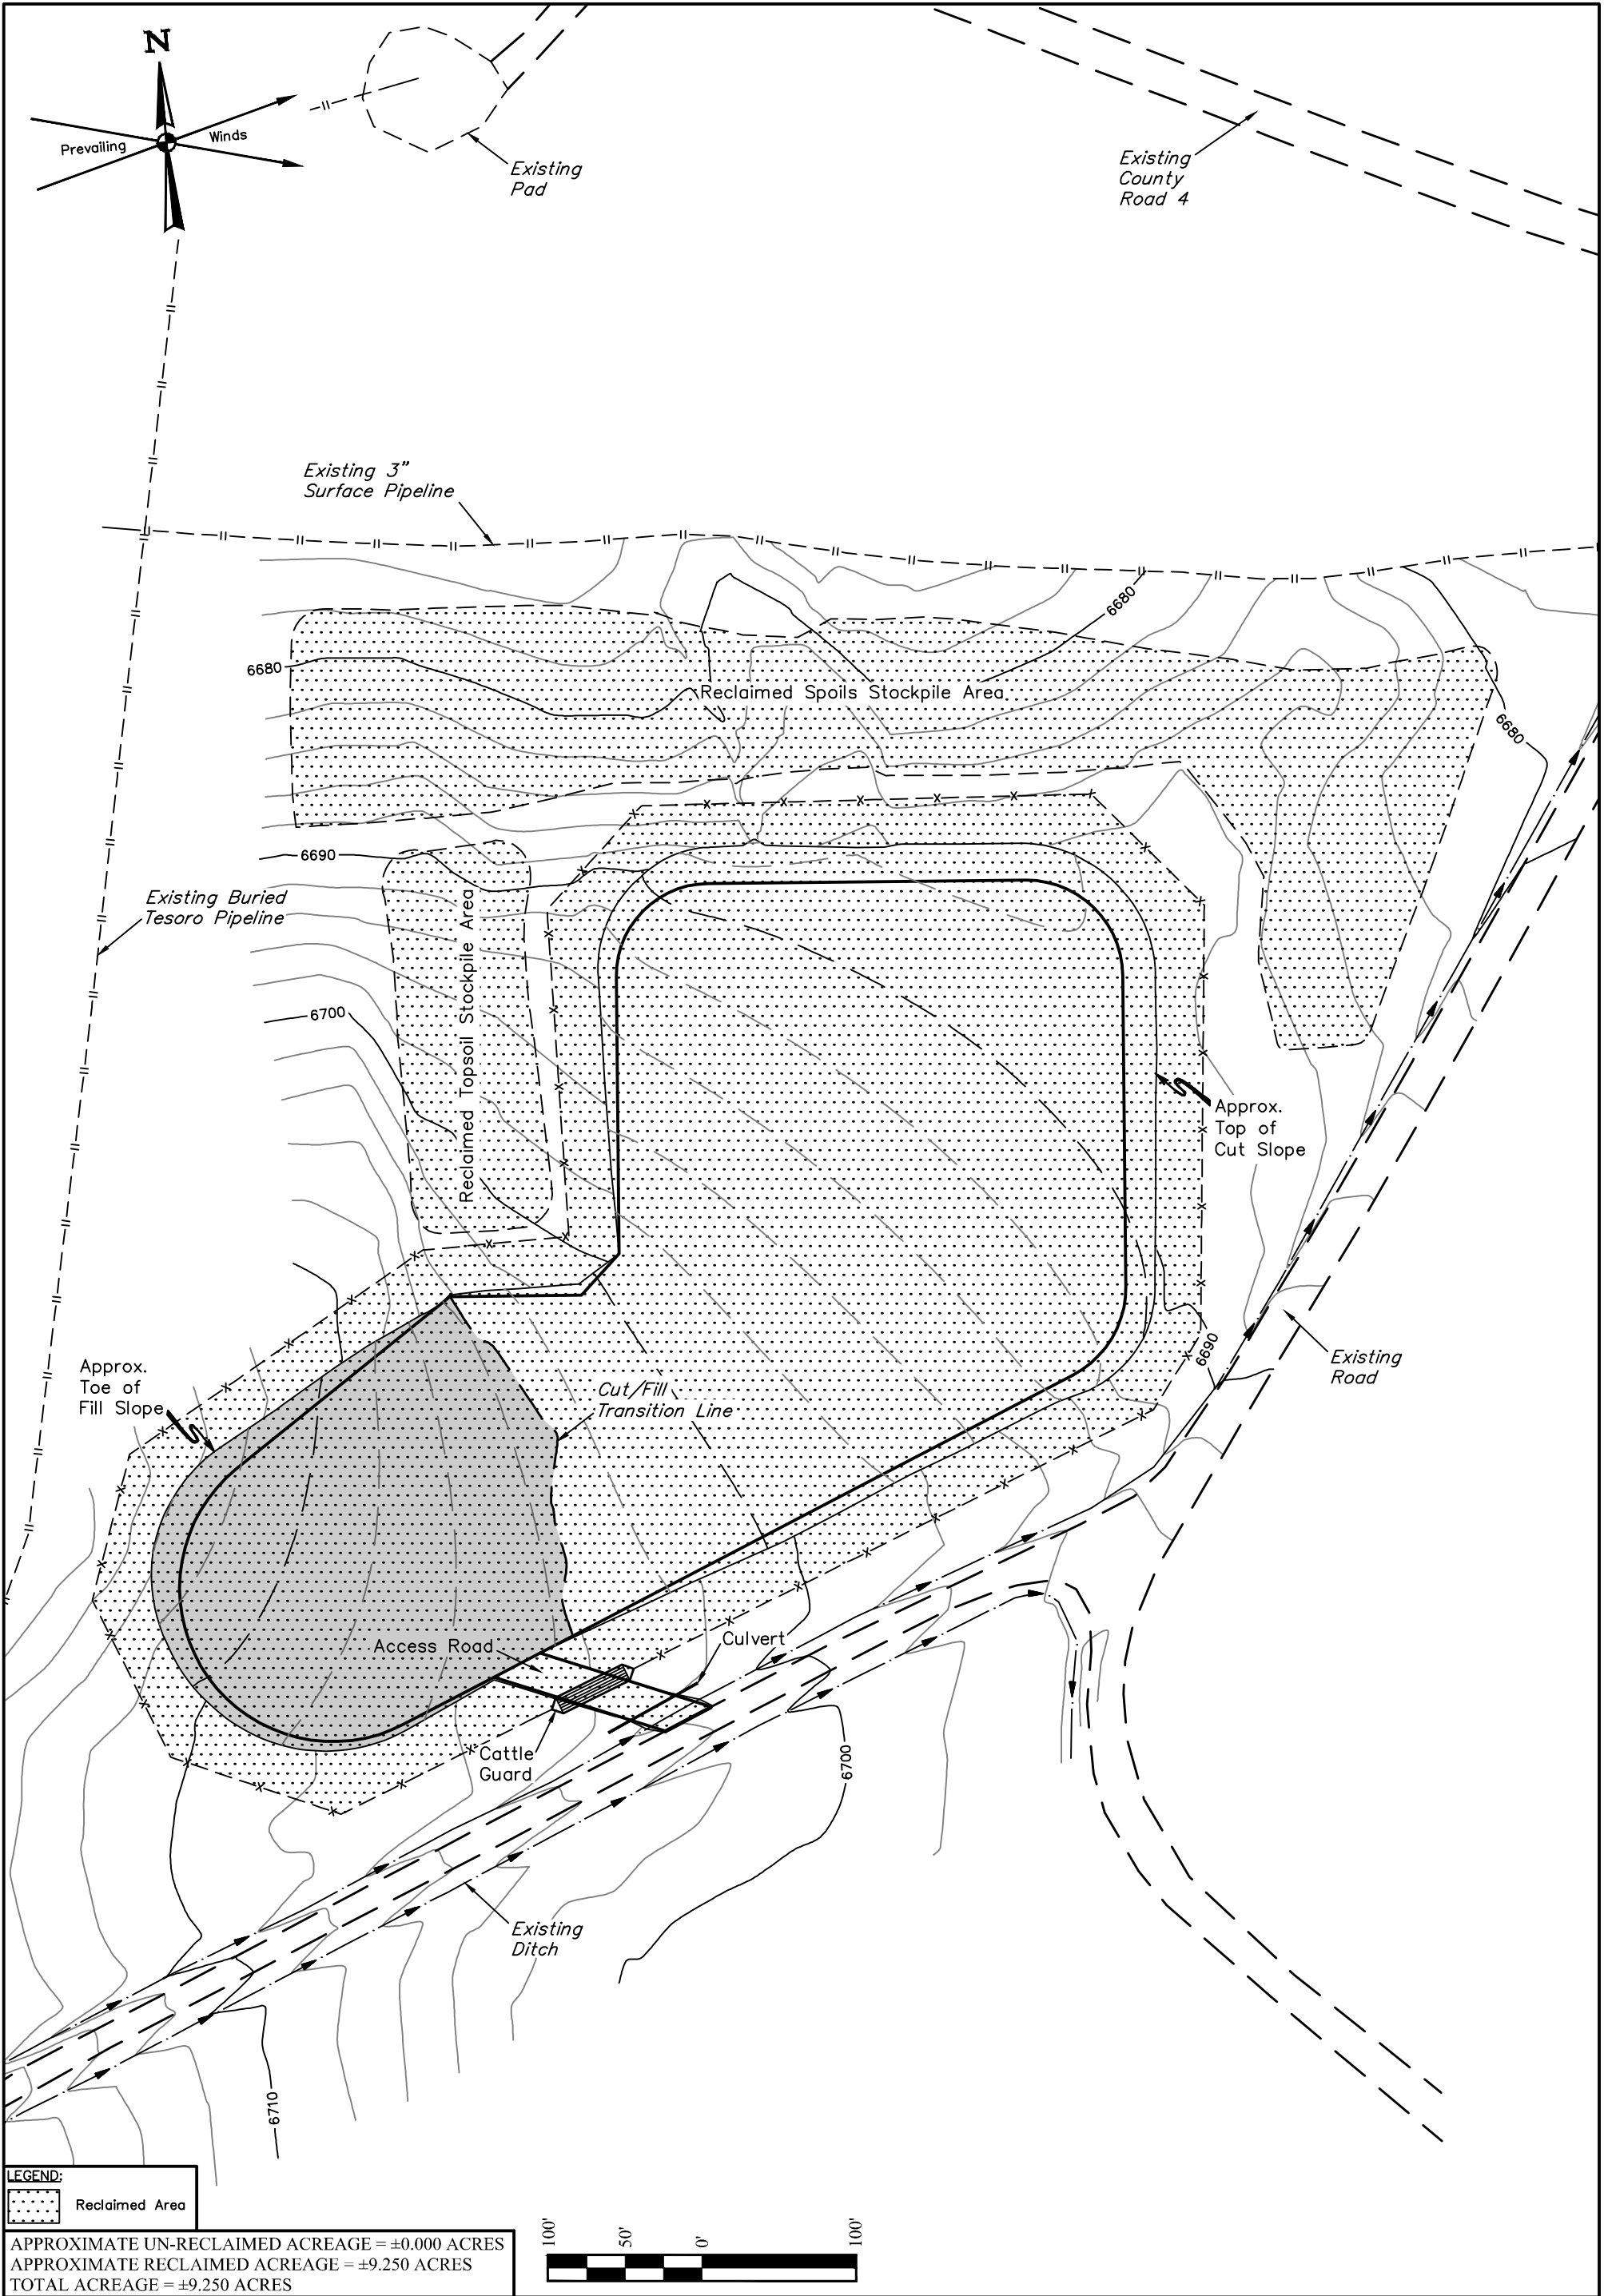 N
Prevailing
Winds
Existing
Pad
Existing
County
Road 4
Existing 3"
Surface Pipeline
6680
6680
Reclaimed Spoils Stockpile Area
6680
6690
Existing Buried
Tesoro Pipeline
Reclaimed Topsoil Stockpile Area
6700
Approx.
Top of
Cut Slope
6690
Existing
Road
Approx.
Toe of
Fill Slope
Cut/Fill
Transition Line
Access Road
Culvert
Cattle
Guard
6700
Existing
Ditch
6710
LEGEND:
Reclaimed Area
APPROXIMATE UN-RECLAIMED ACREAGE = ±0.000 ACRES
APPROXIMATE RECLAIMED ACREAGE = ±9.250 ACRES
TOTAL ACREAGE = ±9.250 ACRES
100' 50' 0' 100'